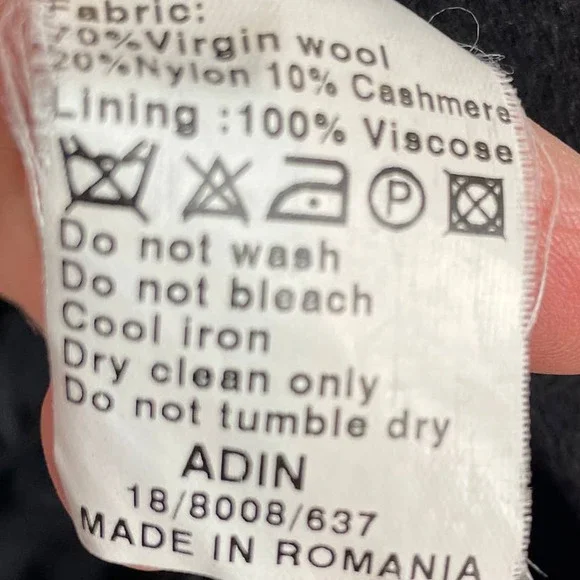 Fabric:
70%Virgin wool
20%Nylon 10% Cashmere
Lining :100% Viscose
P
Do not wash
Do not bleach
Cool iron
Dry clean only
Do not tumble dry
ADIN
18/8008/637
MADE IN ROMANIA